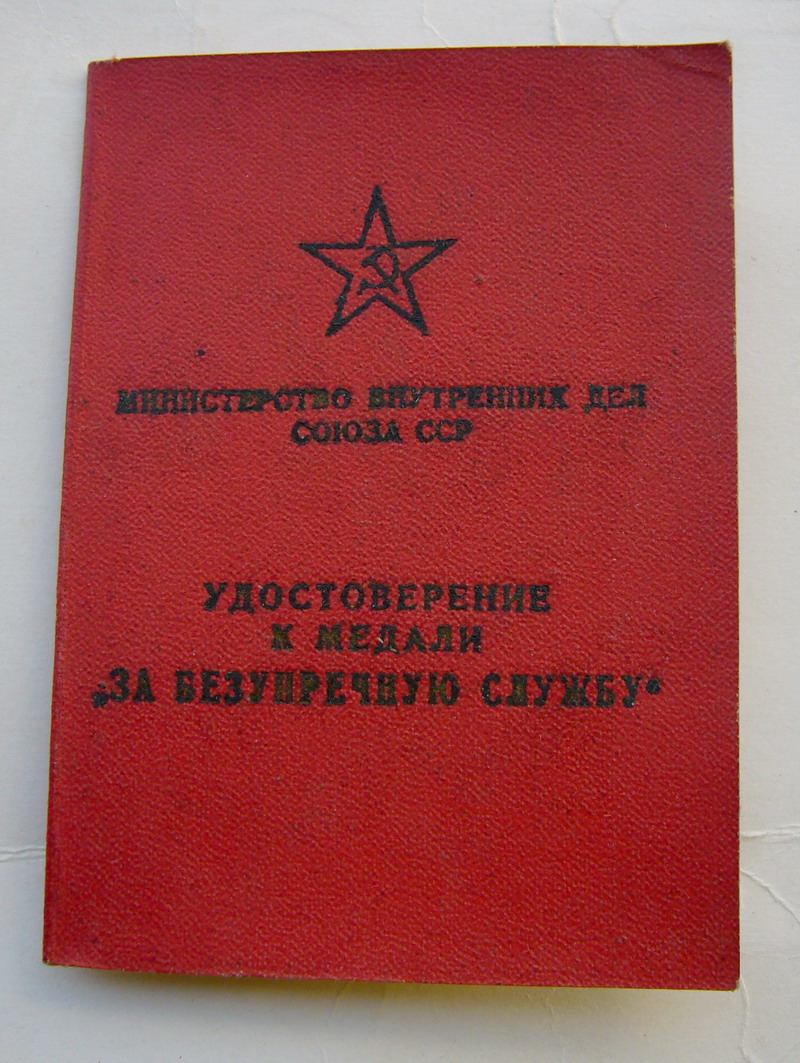 МИНИСТЕРСТВО ВНУТРЕННИХ ДЕЛ
СОЮЗА ССР
УДОСТОВЕРЕНИЕ
К МЕДАЛИ
„ЗА БЕЗУПРЕЧНУЮ СЛУЖБУ“